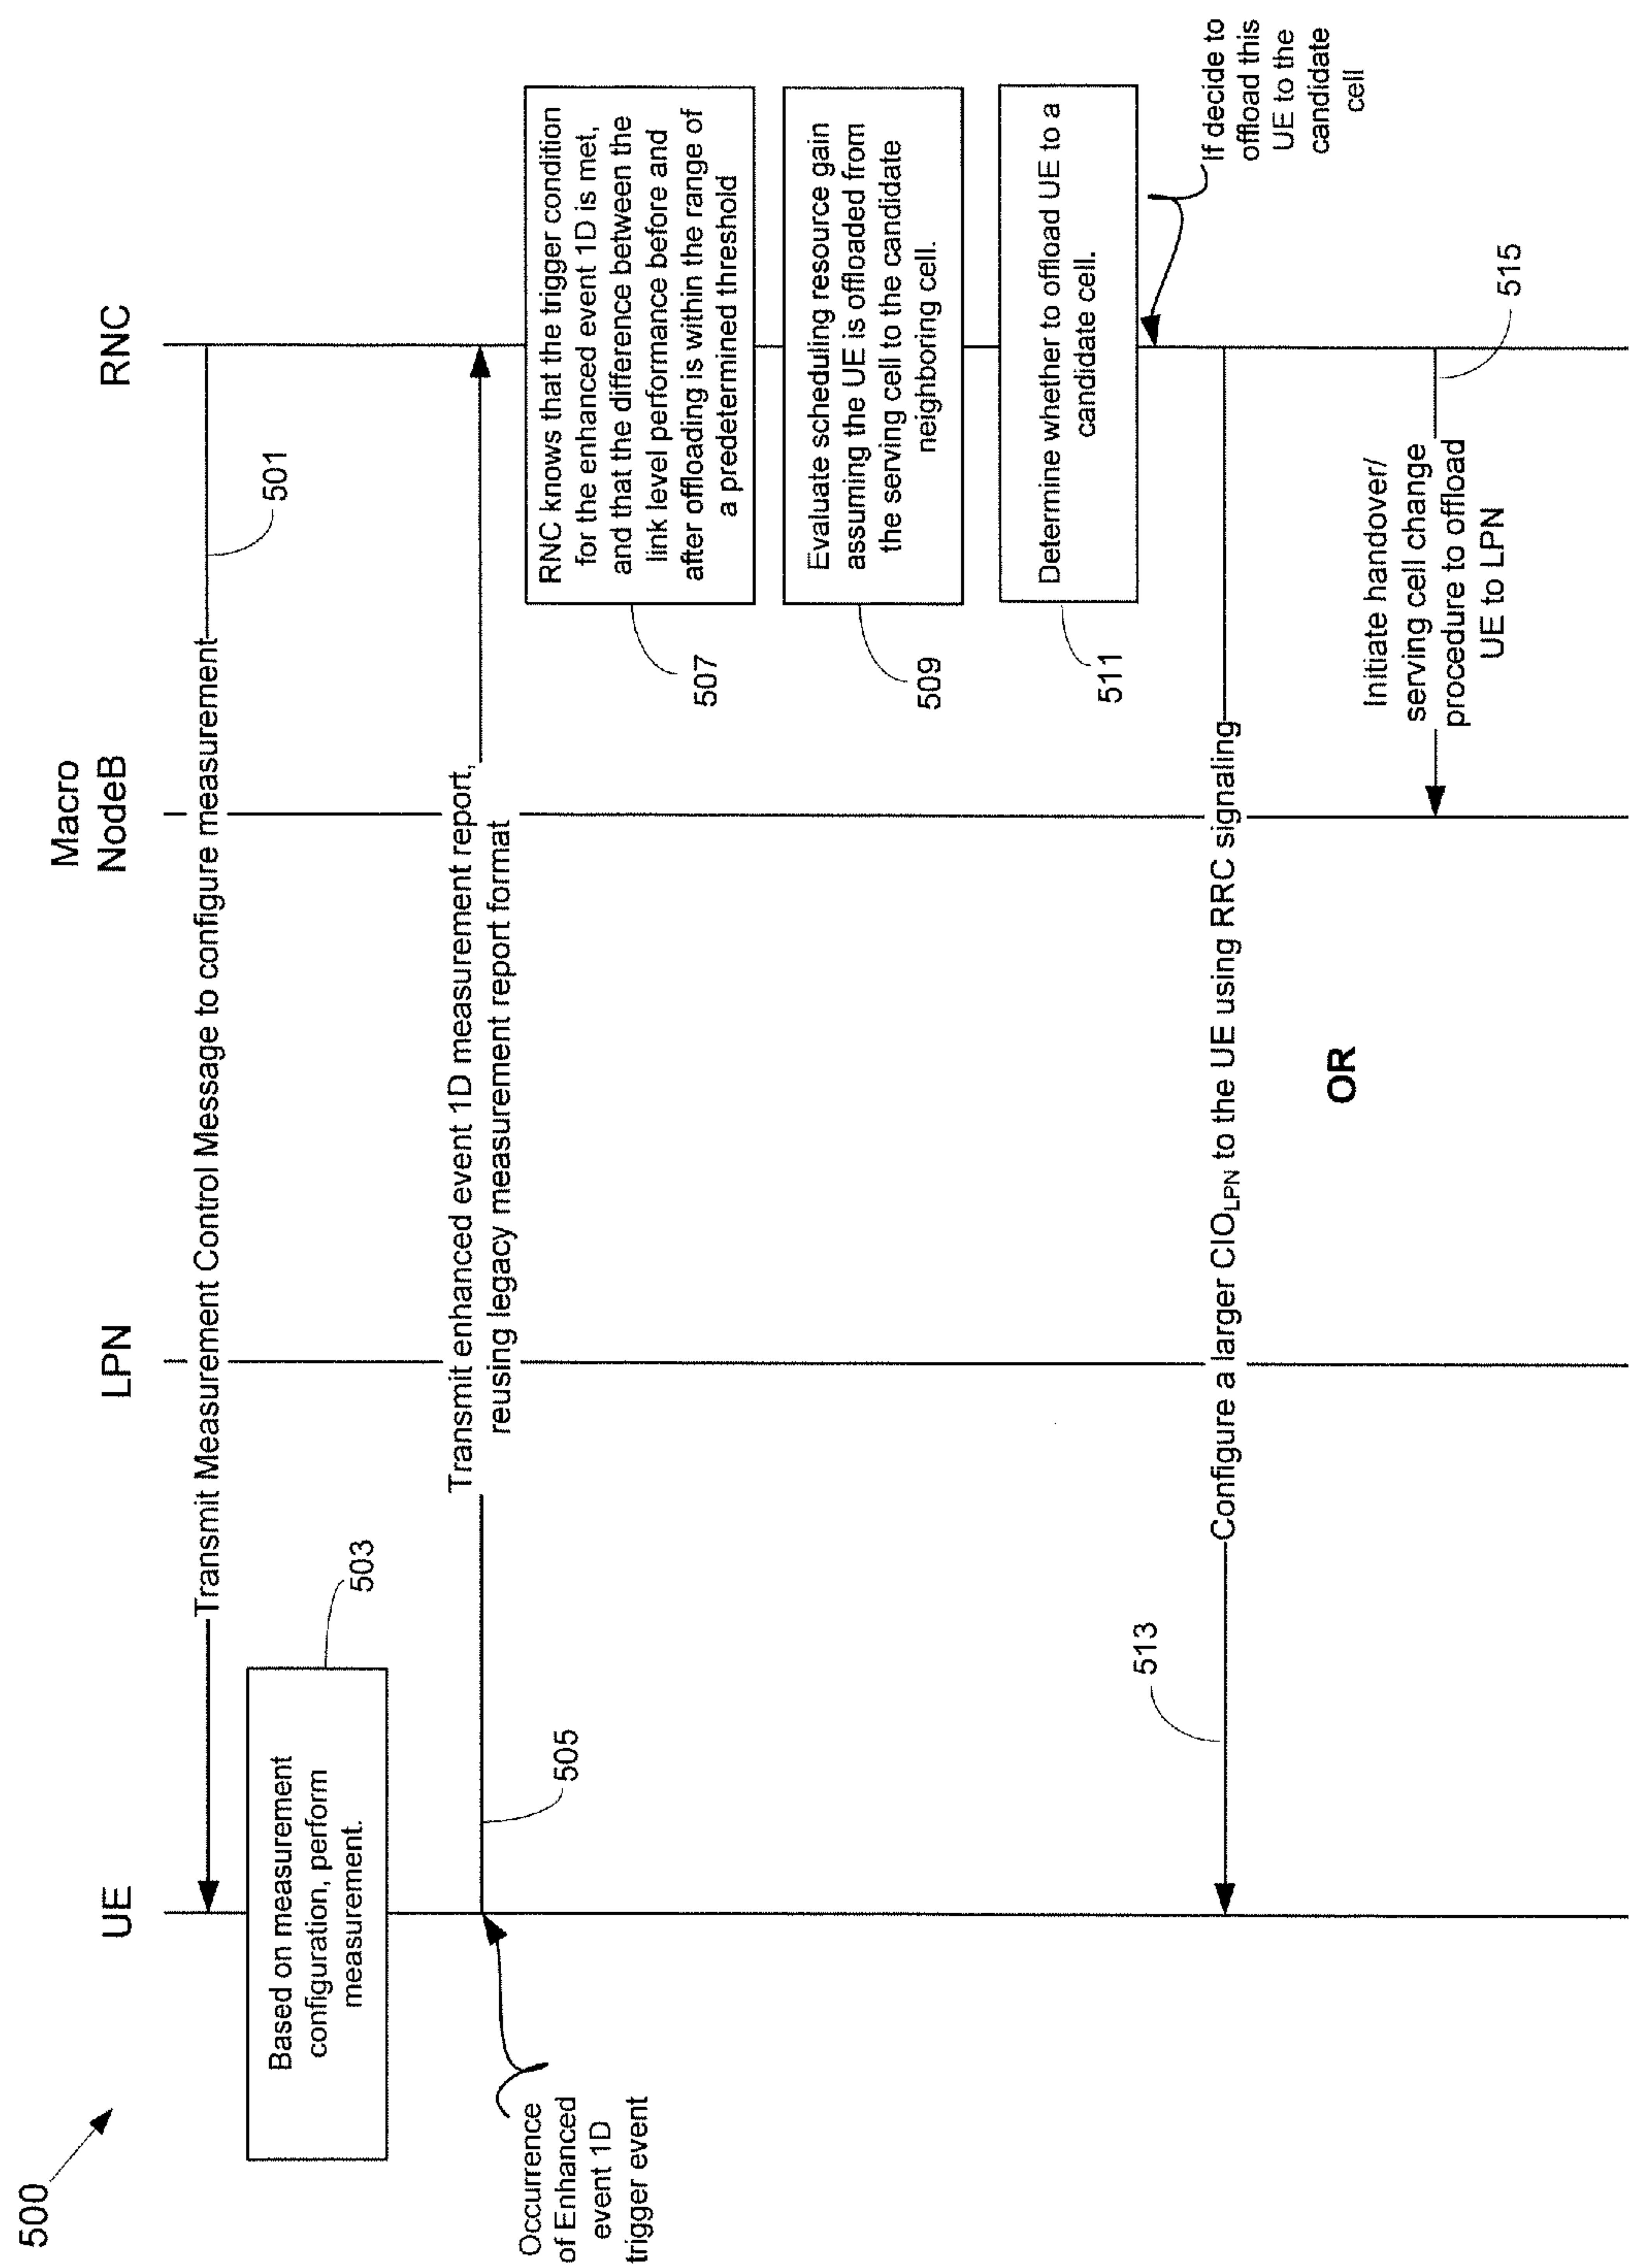 500
UE
LPN
Macro
NodeB
RNC
Transmit Measurement Control Message to configure measurement
501
Based on measurement
configuration, perform
measurement.
503
Occurrence
of Enhanced
event 1D
trigger event
Transmit enhanced event 1D measurement report,
reusing legacy measurement report format
505
RNC knows that the trigger condition
for the enhanced event 1D is met,
and that the difference between the
link level performance before and
after offloading is within the range of
a predetermined threshold
507
Evaluate scheduling resource gain
assuming the UE is offloaded from
the serving cell to the candidate
neighboring cell.
509
Determine whether to offload UE to a
candidate cell.
511
If decide to
offload this
UE to the
candidate
cell
Configure a larger CIOLPN to the UE using RRC signaling
513
OR
Initiate handover/
serving cell change
procedure to offload
UE to LPN
515